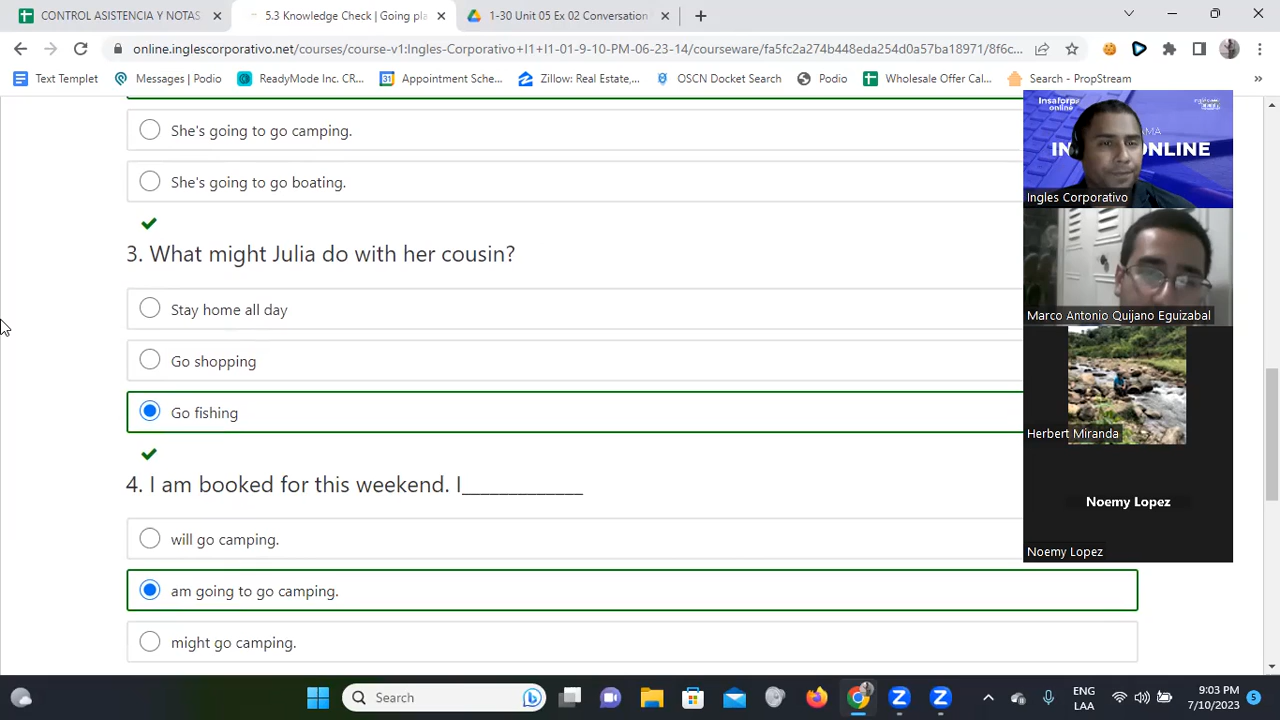 CONTROL ASISTENCIA Y NOTAS
5.3 Knowledge Check | Going pla
1-30 Unit 05 Ex 02 Conversation
online.inglescorporativo.net/courses/course-v1:Ingles-Corporativo+I1+I1-01-9-10-PM-06-23-14/courseware/fa5fc2a274b448eda254d0a57ba18971/8f6c...
Text Templet
Messages | Podio
ReadyMode Inc. CR...
Appointment Sche...
Zillow: Real Estate,...
OSCN Docket Search
Podio
Wholesale Offer Cal...
Search - PropStream
»
She's going to go camping.
She's going to go boating.
3. What might Julia do with her cousin?
Stay home all day
Go shopping
Go fishing
4. I am booked for this weekend. I_____________
will go camping.
am going to go camping.
might go camping.
Insaforp
online
Ingles Corporativo
Marco Antonio Quijano Eguizabal
Herbert Miranda
Noemy Lopez
Noemy Lopez
Search
ENG
LAA
9:03 PM
7/10/2023
5